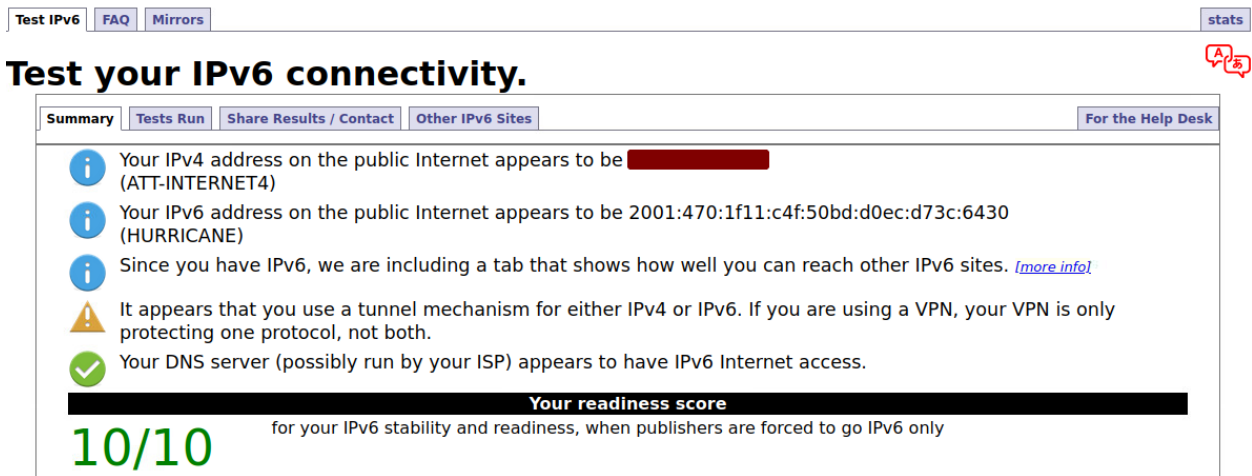 Test IPv6 FAQ Mirrors stats
Test your IPv6 connectivity.
Summary Tests Run Share Results / Contact Other IPv6 Sites For the Help Desk
Your IPv4 address on the public Internet appears to be
(ATT-INTERNET4)
Your IPv6 address on the public Internet appears to be 2001:470:1f11:c4f:50bd:d0ec:d73c:6430
(HURRICANE)
Since you have IPv6, we are including a tab that shows how well you can reach other IPv6 sites. [more info]
It appears that you use a tunnel mechanism for either IPv4 or IPv6. If you are using a VPN, your VPN is only
protecting one protocol, not both.
Your DNS server (possibly run by your ISP) appears to have IPv6 Internet access.
Your readiness score
10/10 for your IPv6 stability and readiness, when publishers are forced to go IPv6 only